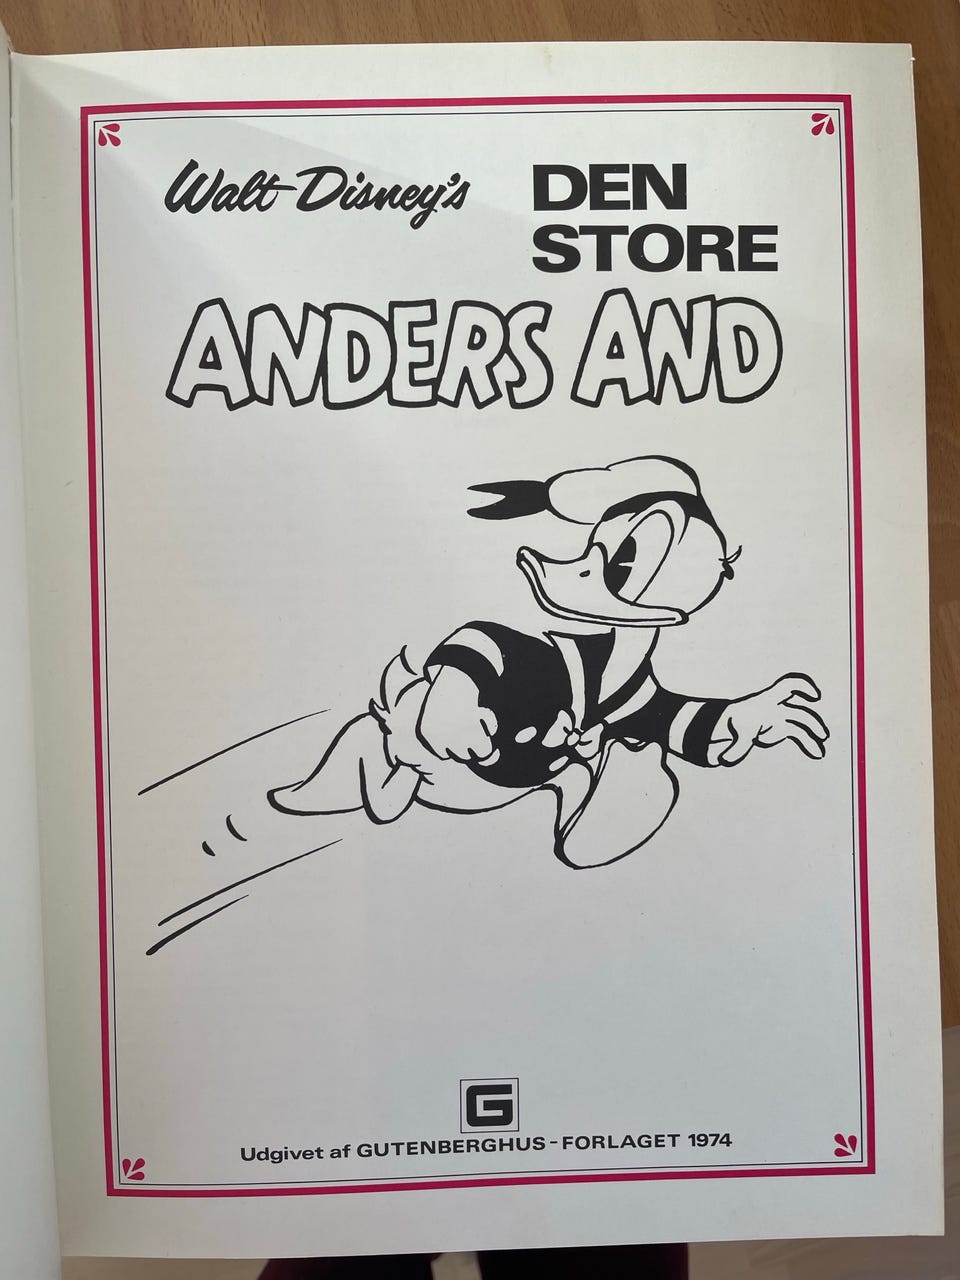 Walt Disney's
DEN
STORE
ANDERS AND
G
Udgivet af GUTENBERGHUS-FORLAGET 1974